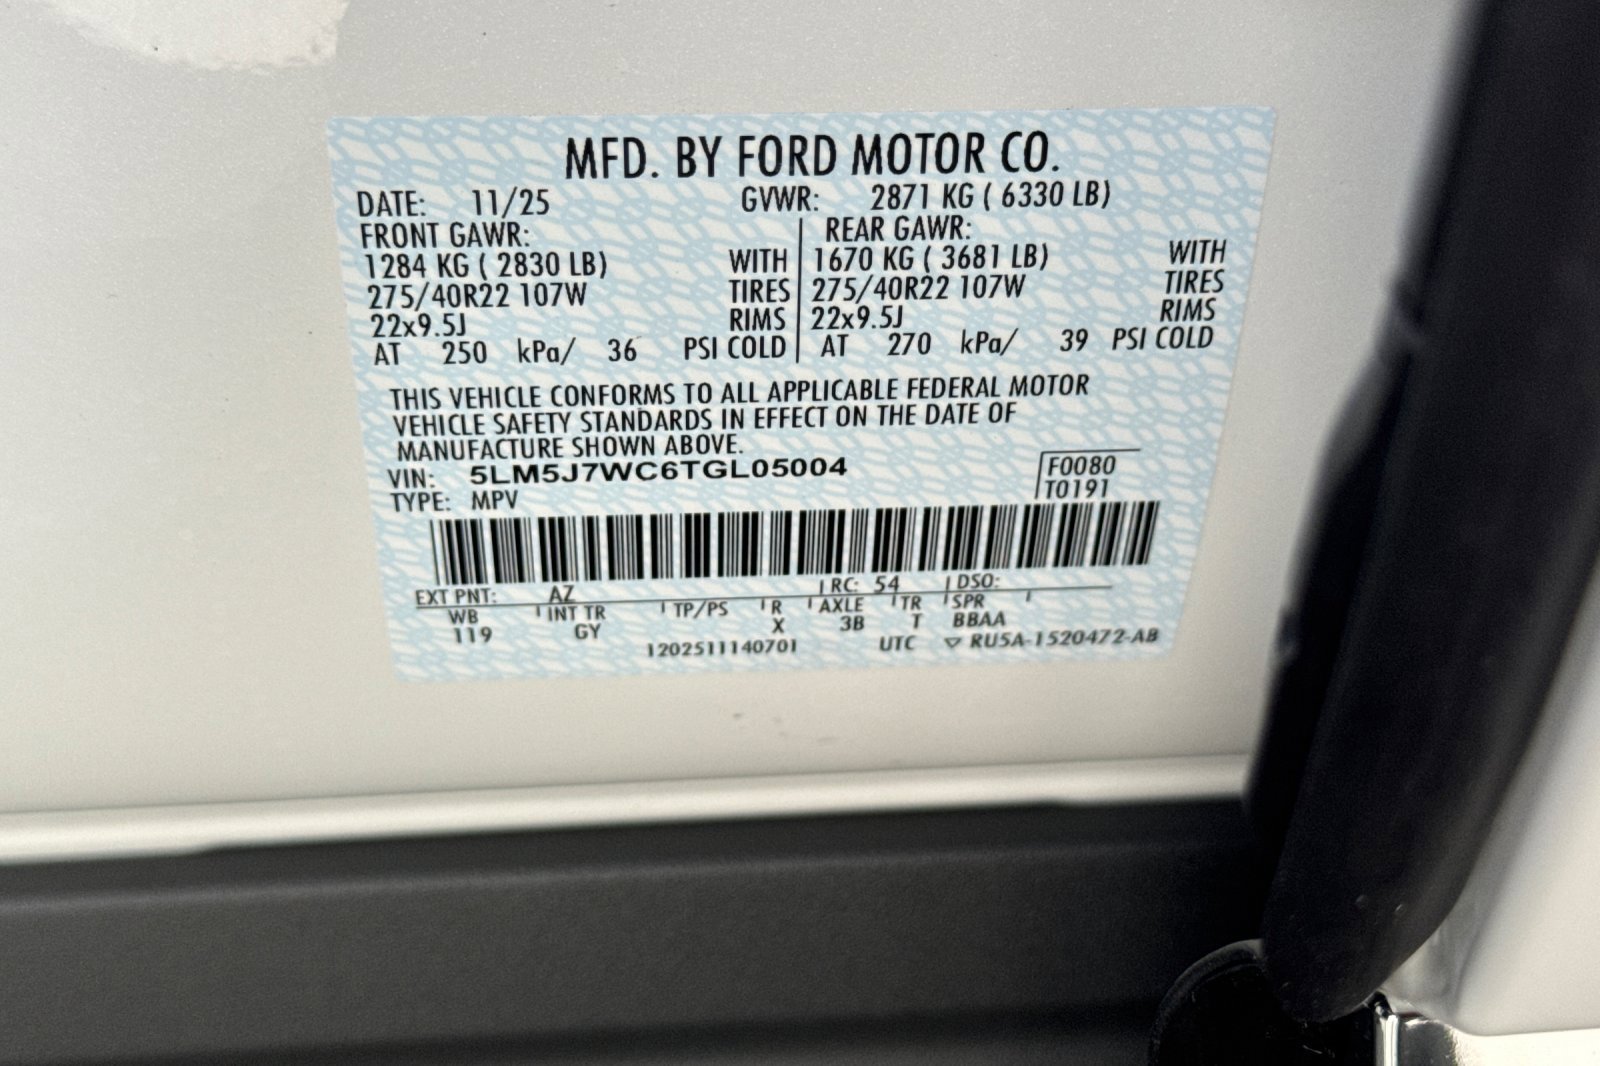 MFD. BY FORD MOTOR CO.
DATE: 11/25 GVWR: 2871 KG ( 6330 LB)
FRONT GAWR: REAR GAWR:
1284 KG ( 2830 LB) WITH 1670 KG ( 3681 LB) WITH
275/40R22 107W TIRES 275/40R22 107W TIRES
22x9.5J RIMS 22x9.5J RIMS
AT 250 kPa/ 36 PSI COLD AT 270 kPa/ 39 PSI COLD
THIS VEHICLE CONFORMS TO ALL APPLICABLE FEDERAL MOTOR
VEHICLE SAFETY STANDARDS IN EFFECT ON THE DATE OF
MANUFACTURE SHOWN ABOVE.
VIN: 5LM5J7WC6TGL05004 F0080
TYPE: MPV T0191
EXT PNT: AZ RC: 54 DSO:
WB INT TR TP/PS R AXLE TR SPR
119 GY X 3B T BBAA
1202511140701 UTC ▽ RU5A-1520472-AB